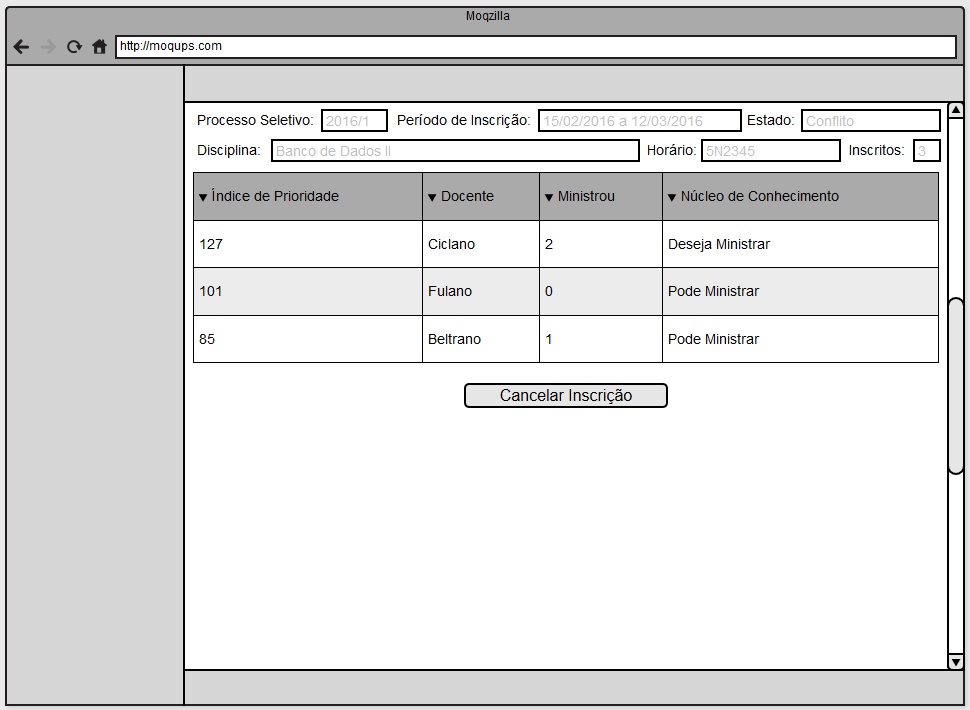 Moqzilla
http://moqups.com
Processo Seletivo: 2016/1 Período de Inscrição: 15/02/2016 a 12/03/2016 Estado: Conflito
Disciplina: Banco de Dados II Horário: 5N2345 Inscritos: 3
▼ Índice de Prioridade ▼ Docente ▼ Ministrou ▼ Núcleo de Conhecimento
127 Ciclano 2 Deseja Ministrar
101 Fulano 0 Pode Ministrar
85 Beltrano 1 Pode Ministrar
Cancelar Inscrição